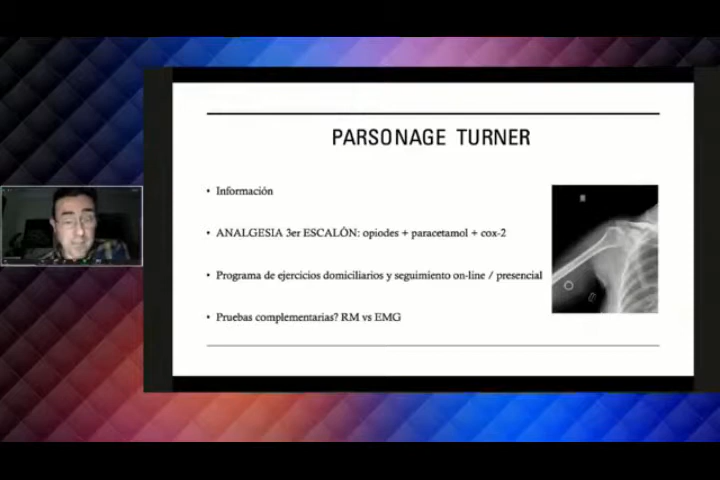 PARSONAGE TURNER
• Información
• ANALGESIA 3er ESCALÓN: opiodes + paracetamol + cox-2
• Programa de ejercicios domiciliarios y seguimiento on-line / presencial
• Pruebas complementarias? RM vs EMG